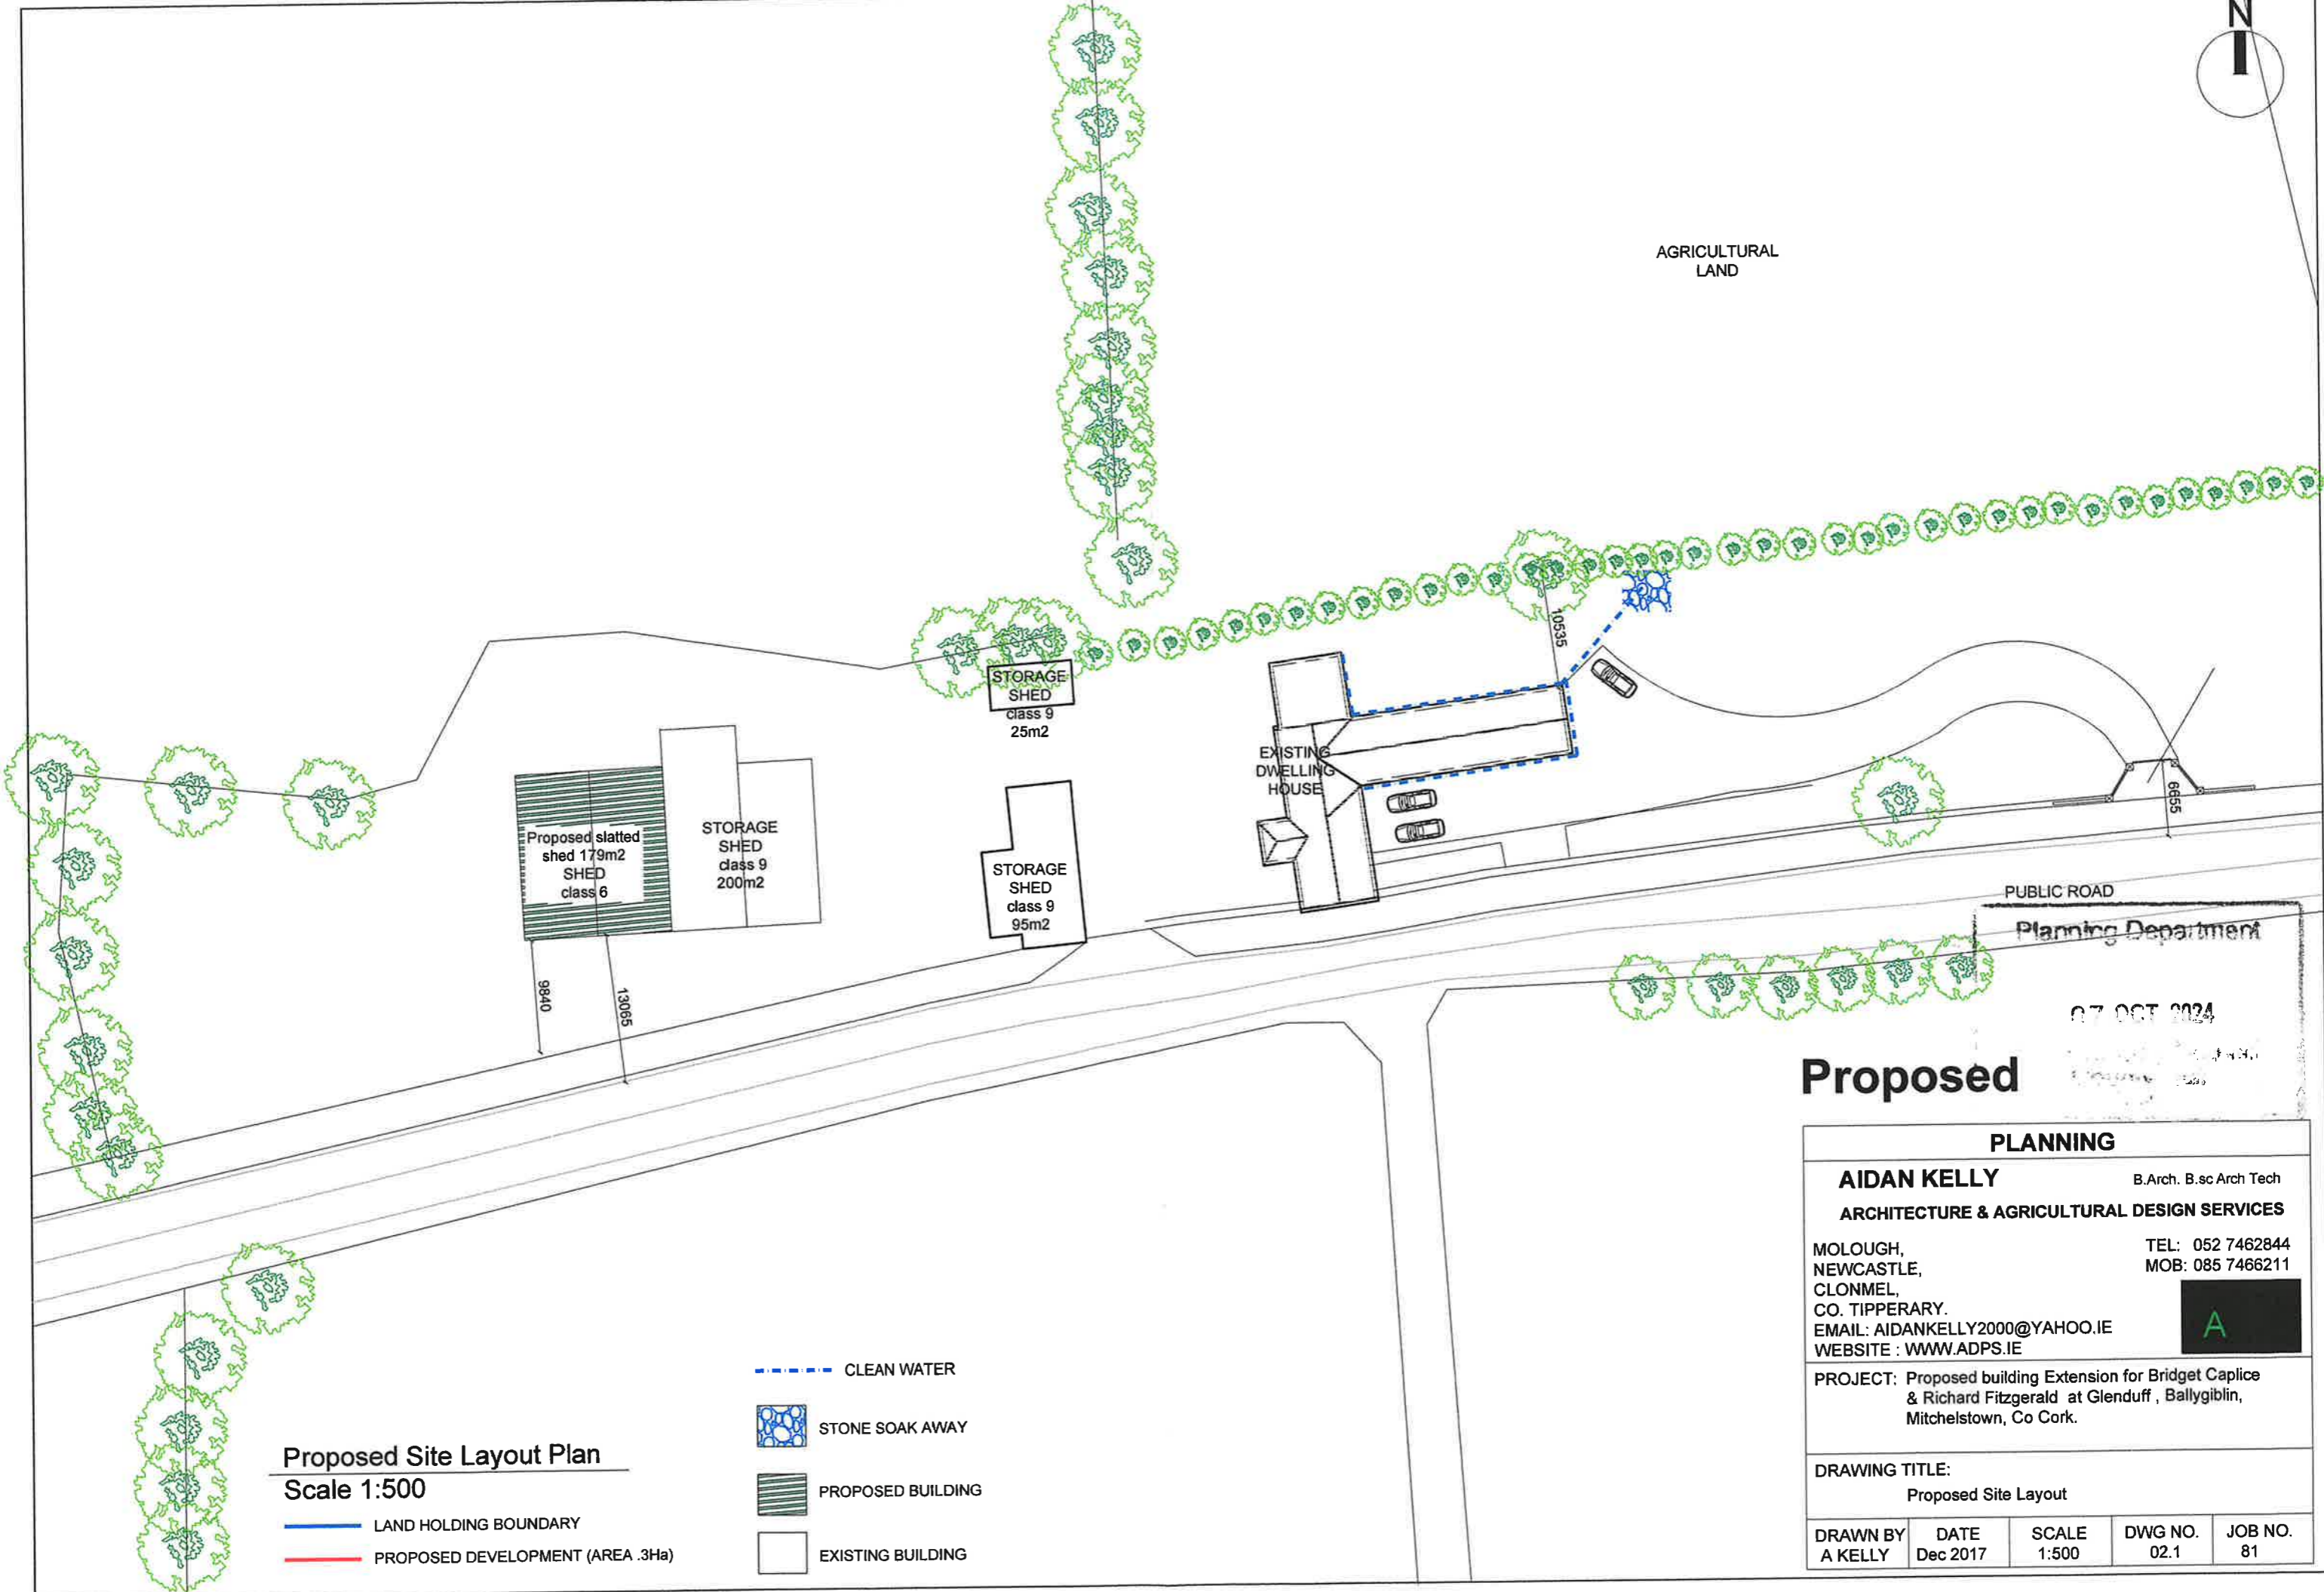 N
AGRICULTURAL
LAND
10535
STORAGE
SHED
class 9
25m2
EXISTING
DWELLING
HOUSE
6655
Proposed slatted
shed 179m2
SHED
class 6
STORAGE
SHED
class 9
200m2
STORAGE
SHED
class 9
95m2
9840
13065
PUBLIC ROAD
Planning Department
07 OCT 2024
Proposed
PLANNING
AIDAN KELLY B.Arch. B.sc Arch Tech
ARCHITECTURE & AGRICULTURAL DESIGN SERVICES
MOLOUGH,
NEWCASTLE,
CLONMEL,
CO. TIPPERARY.
EMAIL: AIDANKELLY2000@YAHOO.IE
WEBSITE : WWW.ADPS.IE
TEL: 052 7462844
MOB: 085 7466211
A
PROJECT: Proposed building Extension for Bridget Caplice
& Richard Fitzgerald at Glenduff , Ballygiblin,
Mitchelstown, Co Cork.
DRAWING TITLE:
Proposed Site Layout
DRAWN BY
A KELLY
DATE
Dec 2017
SCALE
1:500
DWG NO.
02.1
JOB NO.
81
Proposed Site Layout Plan
Scale 1:500
LAND HOLDING BOUNDARY
PROPOSED DEVELOPMENT (AREA .3Ha)
CLEAN WATER
STONE SOAK AWAY
PROPOSED BUILDING
EXISTING BUILDING